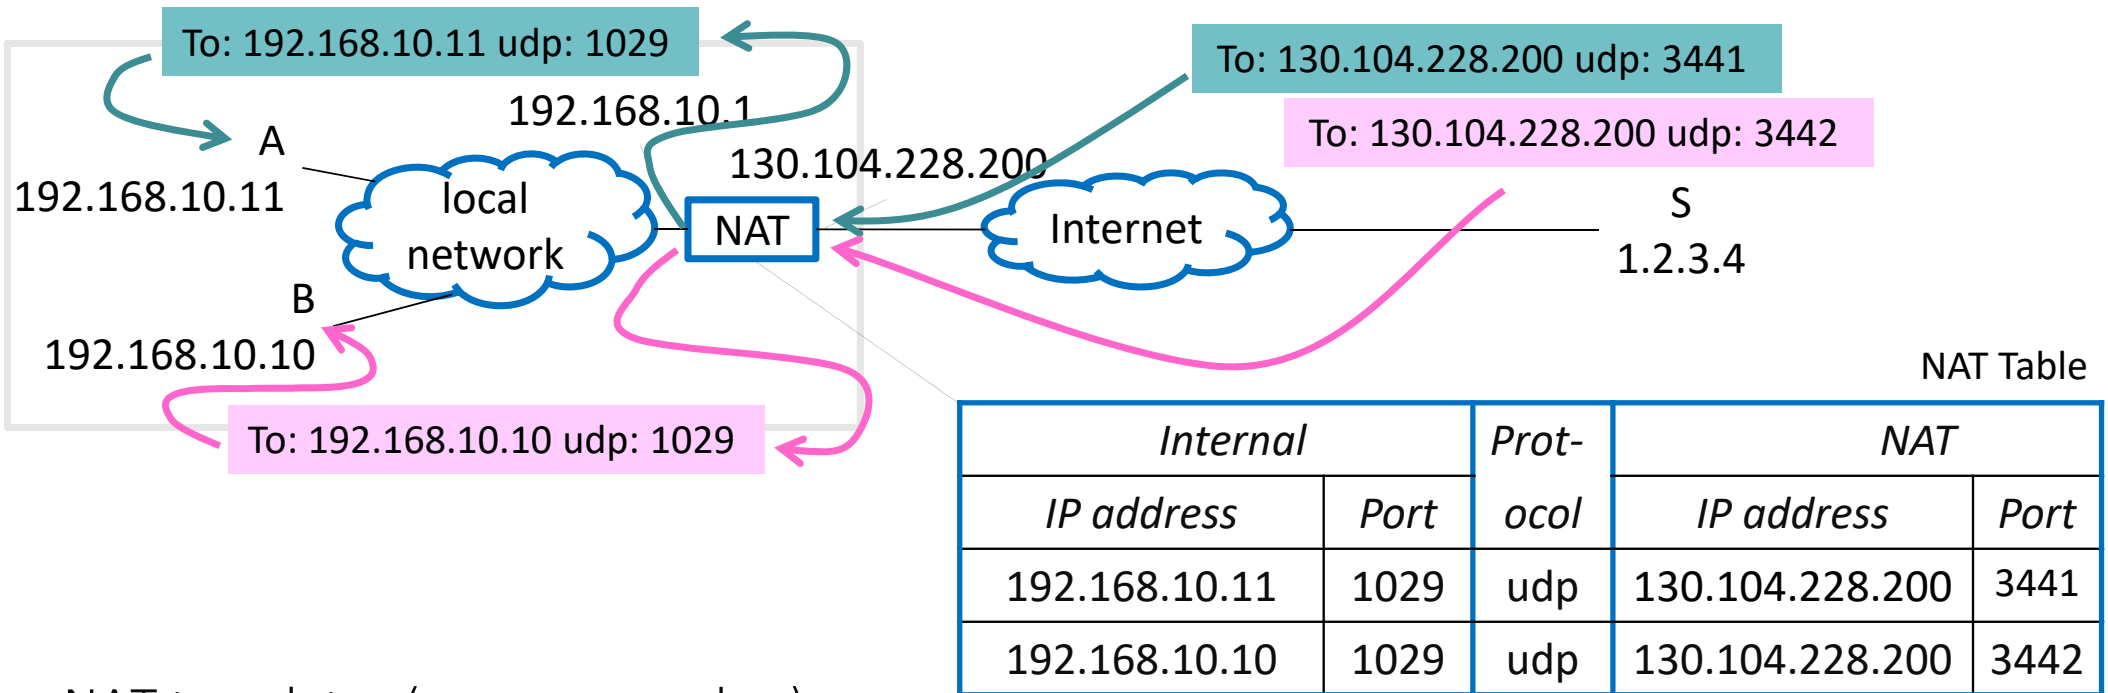 To: 192.168.10.11 udp: 1029
To: 130.104.228.200 udp: 3441
192.168.10.1
To: 130.104.228.200 udp: 3442
A
130.104.228.200
192.168.10.11
local
network
NAT
Internet
S
1.2.3.4
B
192.168.10.10
NAT Table
To: 192.168.10.10 udp: 1029
Internal Prot- NAT
IP address Port ocol IP address Port
192.168.10.11 1029 udp 130.104.228.200 3441
192.168.10.10 1029 udp 130.104.228.200 3442
NAT